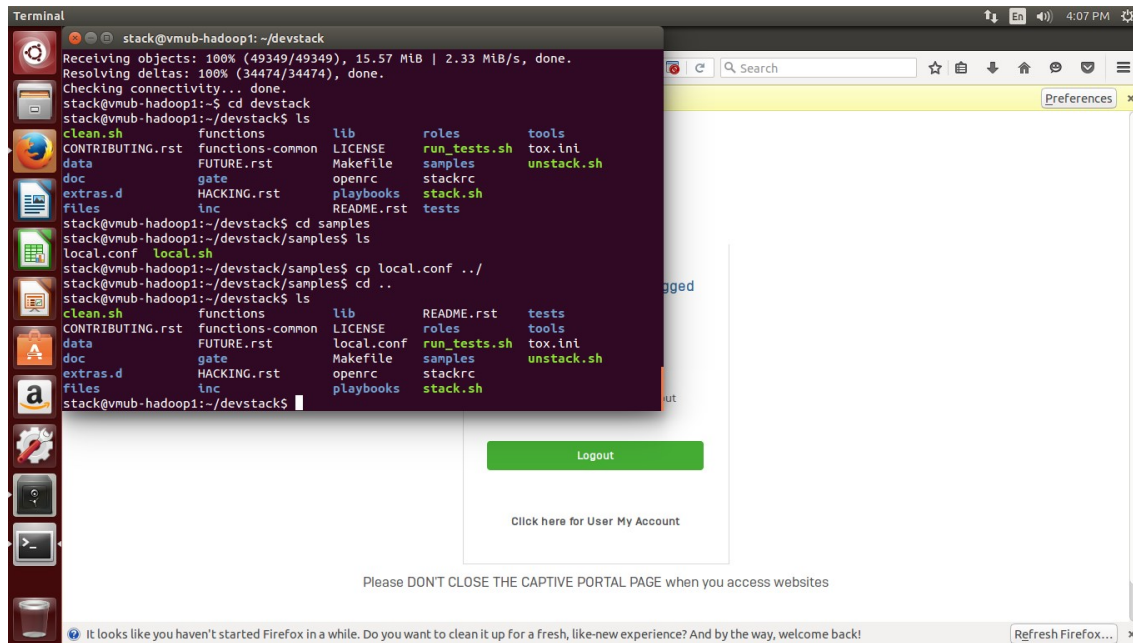 Terminal
En
4:07 PM
stack@vmub-hadoop1: ~/devstack
Receiving objects: 100% (49349/49349), 15.57 MiB | 2.33 MiB/s, done.
Resolving deltas: 100% (34474/34474), done.
Checking connectivity... done.
stack@vmub-hadoop1:~$ cd devstack
stack@vmub-hadoop1:~/devstack$ ls
clean.sh functions lib roles tools
CONTRIBUTING.rst functions-common LICENSE run_tests.sh tox.ini
data FUTURE.rst Makefile samples unstack.sh
doc gate openrc stackrc
extras.d HACKING.rst playbooks stack.sh
files inc README.rst tests
stack@vmub-hadoop1:~/devstack$ cd samples
stack@vmub-hadoop1:~/devstack/samples$ ls
local.conf local.sh
stack@vmub-hadoop1:~/devstack/samples$ cp local.conf ../
stack@vmub-hadoop1:~/devstack/samples$ cd ..
stack@vmub-hadoop1:~/devstack$ ls
clean.sh functions lib README.rst tests
CONTRIBUTING.rst functions-common LICENSE roles tools
data FUTURE.rst local.conf run_tests.sh tox.ini
doc gate Makefile samples unstack.sh
extras.d HACKING.rst openrc stackrc
files inc playbooks stack.sh
stack@vmub-hadoop1:~/devstack$
Search
Preferences
gged
out
Logout
Click here for User My Account
Please DON'T CLOSE THE CAPTIVE PORTAL PAGE when you access websites
It looks like you haven't started Firefox in a while. Do you want to clean it up for a fresh, like-new experience? And by the way, welcome back!
Refresh Firefox...